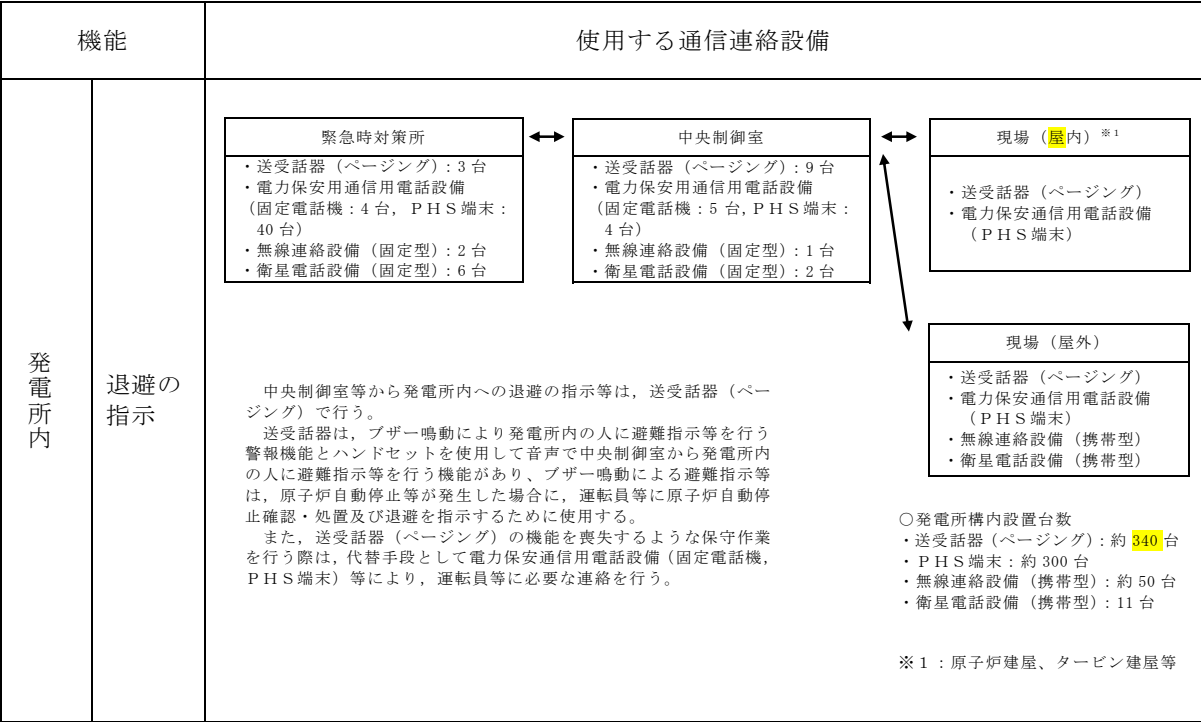 機能
使用する通信連絡設備
発電所内
退避の
指示
緊急時対策所
・送受話器（ページング）：3 台
・電力保安用通信用電話設備
（固定電話機：4 台，ＰＨＳ端末：
40 台）
・無線連絡設備（固定型）：2 台
・衛星電話設備（固定型）：6 台
中央制御室
・送受話器（ページング）：9 台
・電力保安用通信用電話設備
（固定電話機：5 台，ＰＨＳ端末：
4 台）
・無線連絡設備（固定型）：1 台
・衛星電話設備（固定型）：2 台
現場（屋内）※1
・送受話器（ページング）
・電力保安通信用電話設備
（ＰＨＳ端末）
現場（屋外）
・送受話器（ページング）
・電力保安通信用電話設備
（ＰＨＳ端末）
・無線連絡設備（携帯型）
・衛星電話設備（携帯型）
中央制御室等から発電所内への退避の指示等は，送受話器（ペー
ジング）で行う。
送受話器は，ブザー鳴動により発電所内の人に避難指示等を行う
警報機能とハンドセットを使用して音声で中央制御室から発電所内
の人に避難指示等を行う機能があり、ブザー鳴動による避難指示等
は，原子炉自動停止等が発生した場合に，運転員等に原子炉自動停
止確認・処置及び退避を指示するために使用する。
また，送受話器（ページング）の機能を喪失するような保守作業
を行う際は，代替手段として電力保安通信用電話設備（固定電話機，
ＰＨＳ端末）等により，運転員等に必要な連絡を行う。
○発電所構内設置台数
・送受話器（ページング）：約 340 台
・ＰＨＳ端末：約 300 台
・無線連絡設備（携帯型）：約 50 台
・衛星電話設備（携帯型）：11 台
※１：原子炉建屋、タービン建屋等